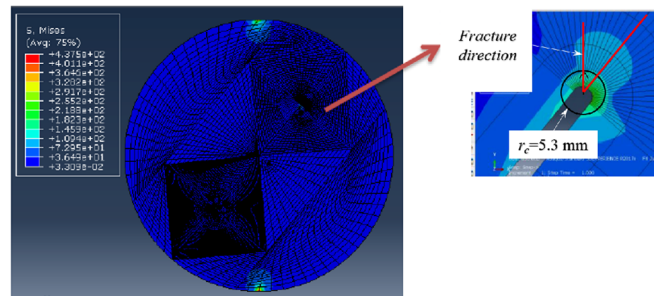 S, Mises
(Avg: 75%)
+4.375e+02
+4.011e+02
+3.646e+02
+3.282e+02
+2.917e+02
+2.552e+02
+2.188e+02
+1.823e+02
+1.459e+02
+1.094e+02
+7.295e+01
+3.649e+01
+3.309e-02
Fracture
direction
r_c=5.3 mm